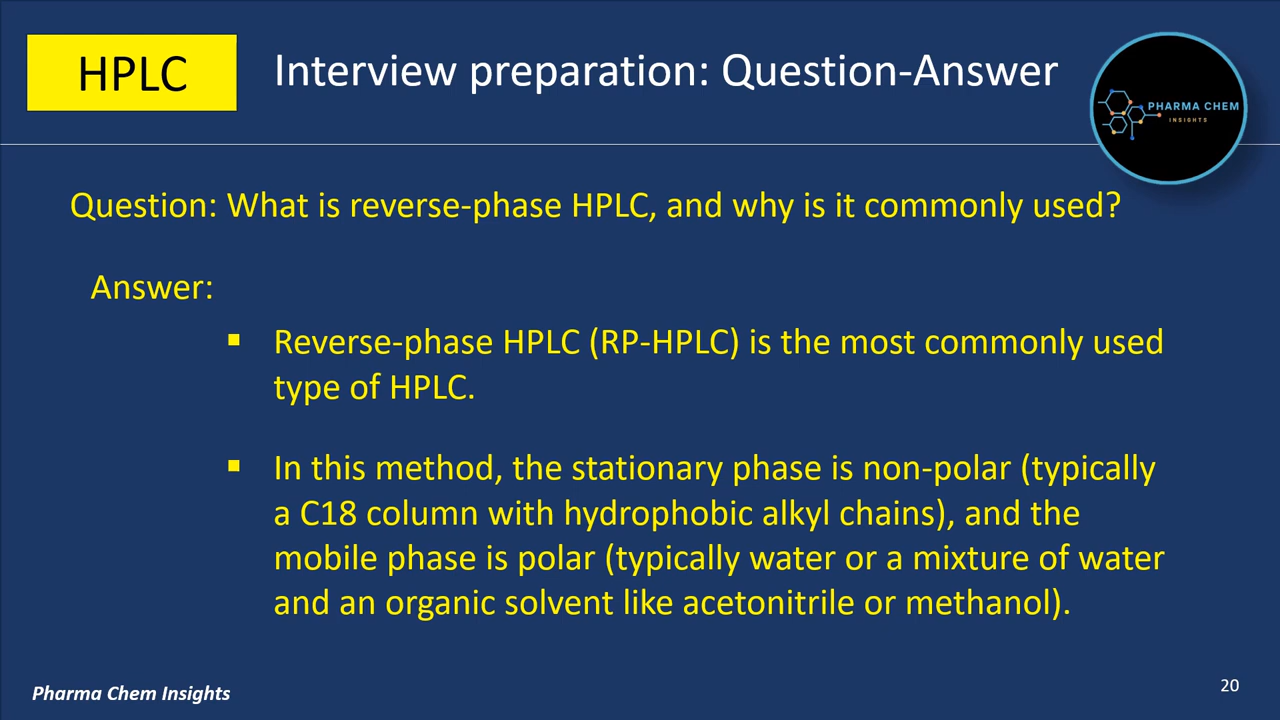 HPLC
Interview preparation: Question-Answer
PHARMA CHEM
INSIGHTS
Question: What is reverse-phase HPLC, and why is it commonly used?
Answer:
▪ Reverse-phase HPLC (RP-HPLC) is the most commonly used
type of HPLC.
▪ In this method, the stationary phase is non-polar (typically
a C18 column with hydrophobic alkyl chains), and the
mobile phase is polar (typically water or a mixture of water
and an organic solvent like acetonitrile or methanol).
Pharma Chem Insights
20